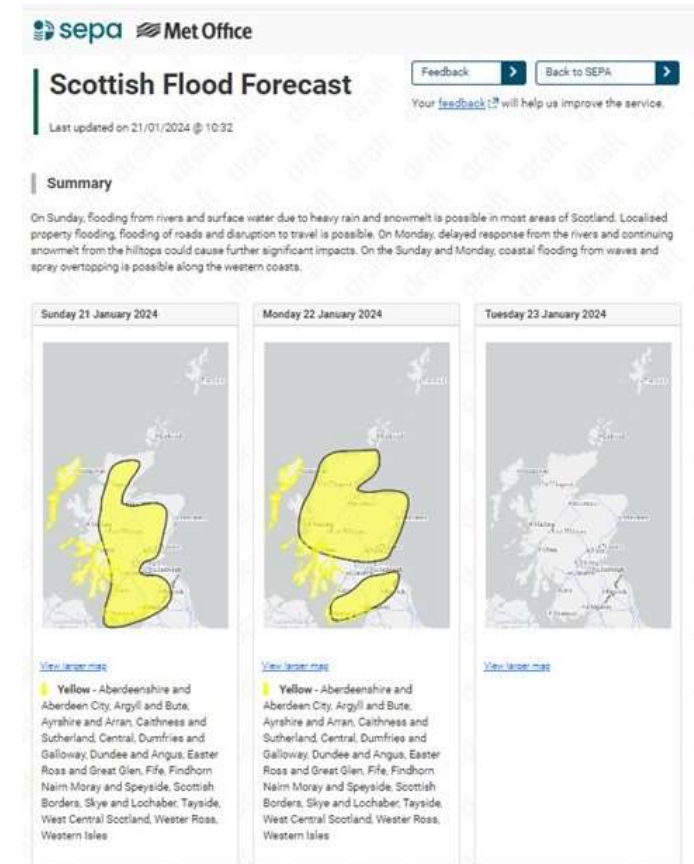 sepa Met Office
Scottish Flood Forecast
Feedback
Back to SEPA
Your feedback will help us improve the service.
Last updated on 21/01/2024 @ 10:32
Summary
On Sunday, flooding from rivers and surface water due to heavy rain and snowmelt is possible in most areas of Scotland. Localised
property flooding, flooding of roads and disruption to travel is possible. On Monday, delayed response from the rivers and continuing
snowmelt from the hilltops could cause further significant impacts. On the Sunday and Monday, coastal flooding from waves and
spray overtopping is possible along the western coasts.
Sunday 21 January 2024
View larger map
Yellow - Aberdeenshire and
Aberdeen City, Argyll and Bute,
Ayrshire and Arran, Caithness and
Sutherland, Central, Dumfries and
Galloway, Dundee and Angus, Easter
Ross and Great Glen, Fife, Findhorn
Nairn Moray and Speyside, Scottish
Borders, Skye and Lochaber, Tayside,
West Central Scotland, Wester Ross,
Western Isles
Monday 22 January 2024
View larger map
Yellow - Aberdeenshire and
Aberdeen City, Argyll and Bute,
Ayrshire and Arran, Caithness and
Sutherland, Central, Dumfries and
Galloway, Dundee and Angus, Easter
Ross and Great Glen, Fife, Findhorn
Nairn Moray and Speyside, Scottish
Borders, Skye and Lochaber, Tayside,
West Central Scotland, Wester Ross,
Western Isles
Tuesday 23 January 2024
View larger map